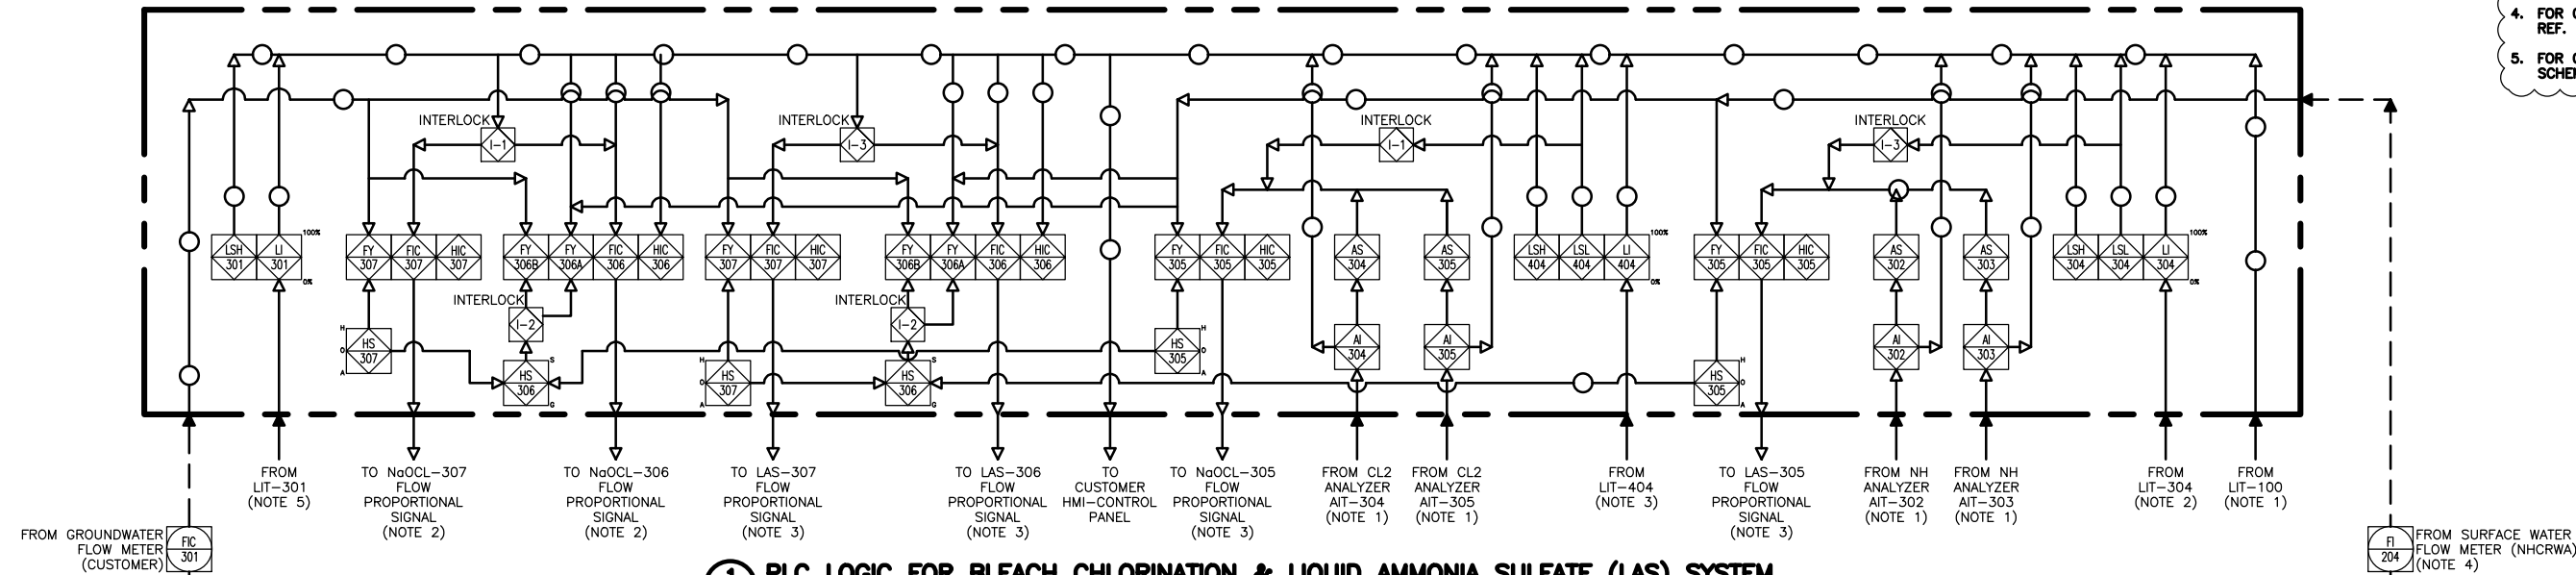 4. FOR
REF.
5. FOR
SCHE
INTERLOCK
INTERLOCK
INTERLOCK
INTERLOCK
I-1
I-3
I-1
I-3
LSH
301
LI
301
100%
0%
FY
307
FIC
307
HIC
307
FY
306B
FY
306A
FIC
306
HIC
306
FY
307
FIC
307
HIC
307
FY
306B
FY
306A
FIC
306
HIC
306
FY
305
FIC
305
HIC
305
AS
304
AS
305
LSH
404
LSL
404
LI
404
100%
0%
FY
305
FIC
305
HIC
305
AS
302
AS
303
LSH
304
LSL
304
LI
304
100%
0%
INTERLOCK
I-2
INTERLOCK
I-2
H
O
A
HS
307
HS
306
S
G
H
O
A
HS
307
HS
306
S
G
HS
305
H
O
A
AI
304
AI
305
HS
305
H
O
A
AI
302
AI
303
FROM
LIT-301
(NOTE 5)
TO NaOCL-307
FLOW
PROPORTIONAL
SIGNAL
(NOTE 2)
TO NaOCL-306
FLOW
PROPORTIONAL
SIGNAL
(NOTE 2)
TO LAS-307
FLOW
PROPORTIONAL
SIGNAL
(NOTE 3)
TO LAS-306
FLOW
PROPORTIONAL
SIGNAL
(NOTE 3)
TO
CUSTOMER
HMI-CONTROL
PANEL
TO NaOCL-305
FLOW
PROPORTIONAL
SIGNAL
(NOTE 3)
FROM CL2
ANALYZER
AIT-304
(NOTE 1)
FROM CL2
ANALYZER
AIT-305
(NOTE 1)
FROM
LIT-404
(NOTE 3)
TO LAS-305
FLOW
PROPORTIONAL
SIGNAL
(NOTE 3)
FROM NH
ANALYZER
AIT-302
(NOTE 1)
FROM NH
ANALYZER
AIT-303
(NOTE 1)
FROM
LIT-304
(NOTE 2)
FROM
LIT-100
(NOTE 1)
FROM GROUNDWATER
FLOW METER
(CUSTOMER)
FIC
301
FI
204
FROM SURFACE WATER
FLOW METER (NHCRWA)
(NOTE 4)
1 PLC LOGIC FOR BLEACH CHLORINATION & LIQUID AMMONIA SULFATE (LAS) SYSTEM